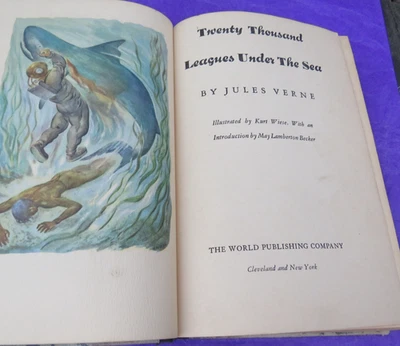 Twenty Thousand
Leagues Under The Sea
BY JULES VERNE
Illustrated by Kurt Wiese. With an
Introduction by May Lamberton Becker
THE WORLD PUBLISHING COMPANY
Cleveland and New York